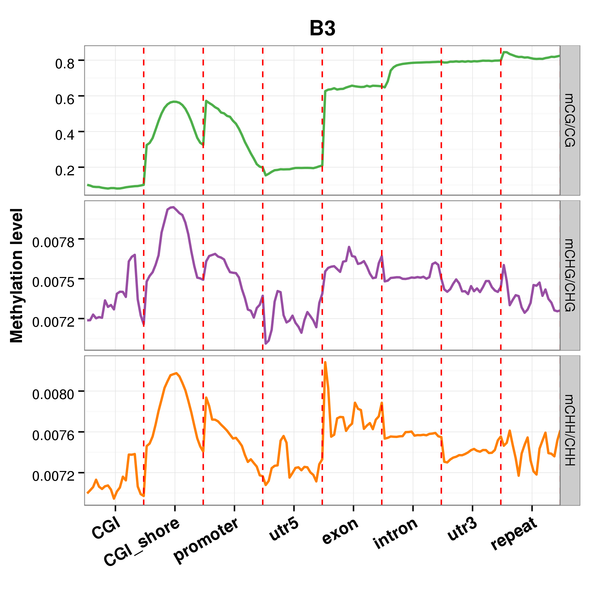 B3
Methylation level
0.8
0.6
0.4
0.2
mCG/CG
0.0078
0.0075
0.0072
mCHG/CHG
0.0080
0.0076
0.0072
mCHH/CHH
CGI
CGI_shore
promoter
utr5
exon
intron
utr3
repeat